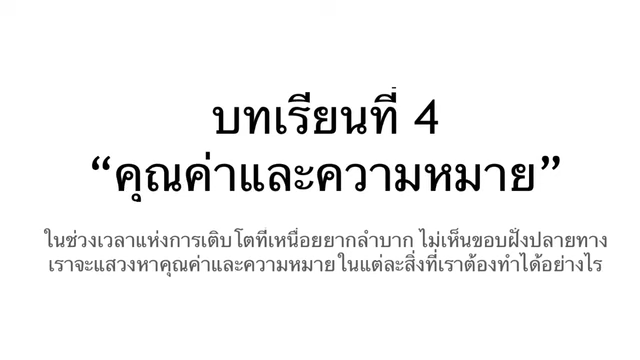 บทเรียนที่ 4
“คุณค่าและความหมาย”
ในช่วงเวลาแห่งการเติบโตที่เหนื่อยยากลำบาก ไม่เห็นขอบฝั่งปลายทาง
เราจะแสวงหาคุณค่าและความหมายในแต่ละสิ่งที่เราต้องทำได้อย่างไร